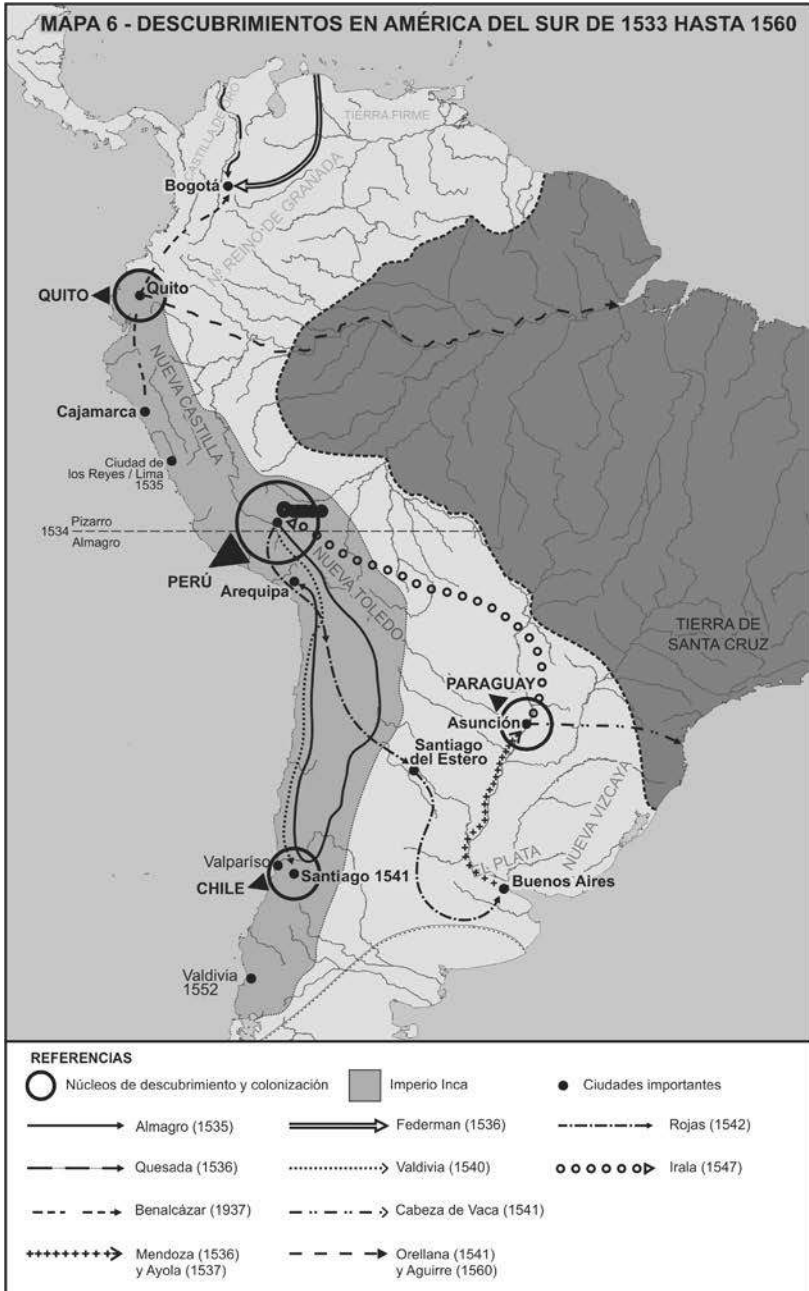 MAPA 6 - DESCUBRIMIENTOS EN AMÉRICA DEL SUR DE 1533 HASTA 1560
CASTILLA DE ORO
TIERRA FIRME
Bogotá
Nº REINO DE GRANADA
QUITO
Quito
NUEVA CASTILLA
Cajamarca
Ciudad de
los Reyes / Lima
1535
1534
Pizarro
Almagro
PERÚ
Arequipa
NUEVA TOLEDO
TIERRA DE
SANTA CRUZ
PARAGUAY
Asunción
Santiago
del Estero
NUEVA VIZCAYA
EL PLATA
Valparíso
Santiago 1541
CHILE
Buenos Aires
Valdivia
1552
REFERENCIAS
Núcleos de descubrimiento y colonización
Imperio Inca
Ciudades importantes
Almagro (1535)
Federman (1536)
Rojas (1542)
Quesada (1536)
Valdivia (1540)
Irala (1547)
Benalcázar (1937)
Cabeza de Vaca (1541)
Mendoza (1536)
y Ayola (1537)
Orellana (1541)
y Aguirre (1560)